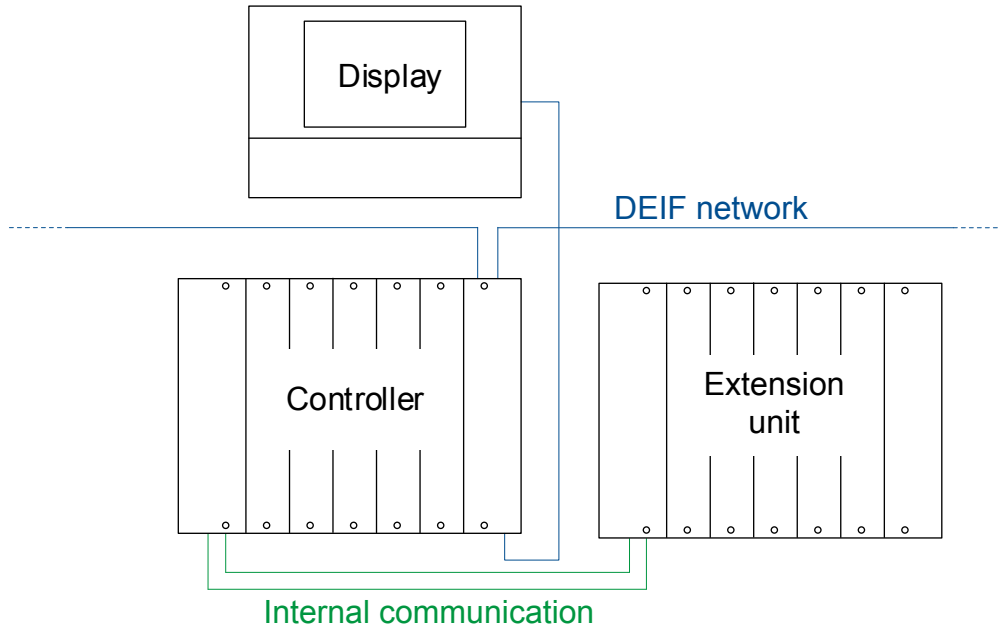 Display
DEIF network
Controller
Extension
unit
Internal communication